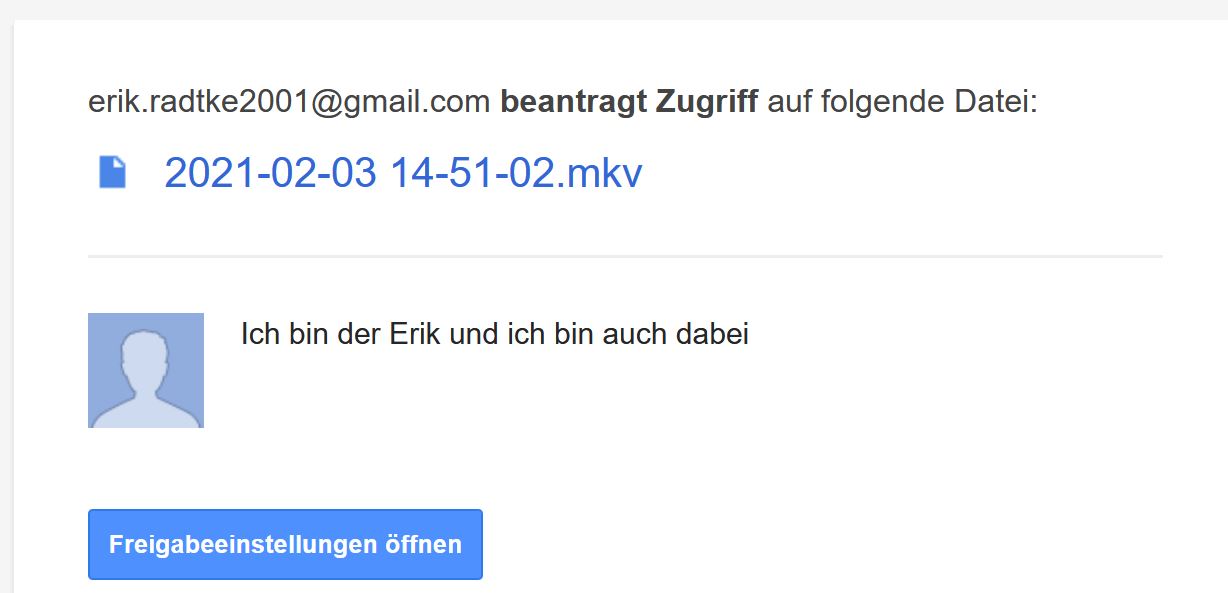 erik.radtke2001@gmail.com beantragt Zugriff auf folgende Datei:
2021-02-03 14-51-02.mkv
Ich bin der Erik und ich bin auch dabei
Freigabeeinstellungen öffnen